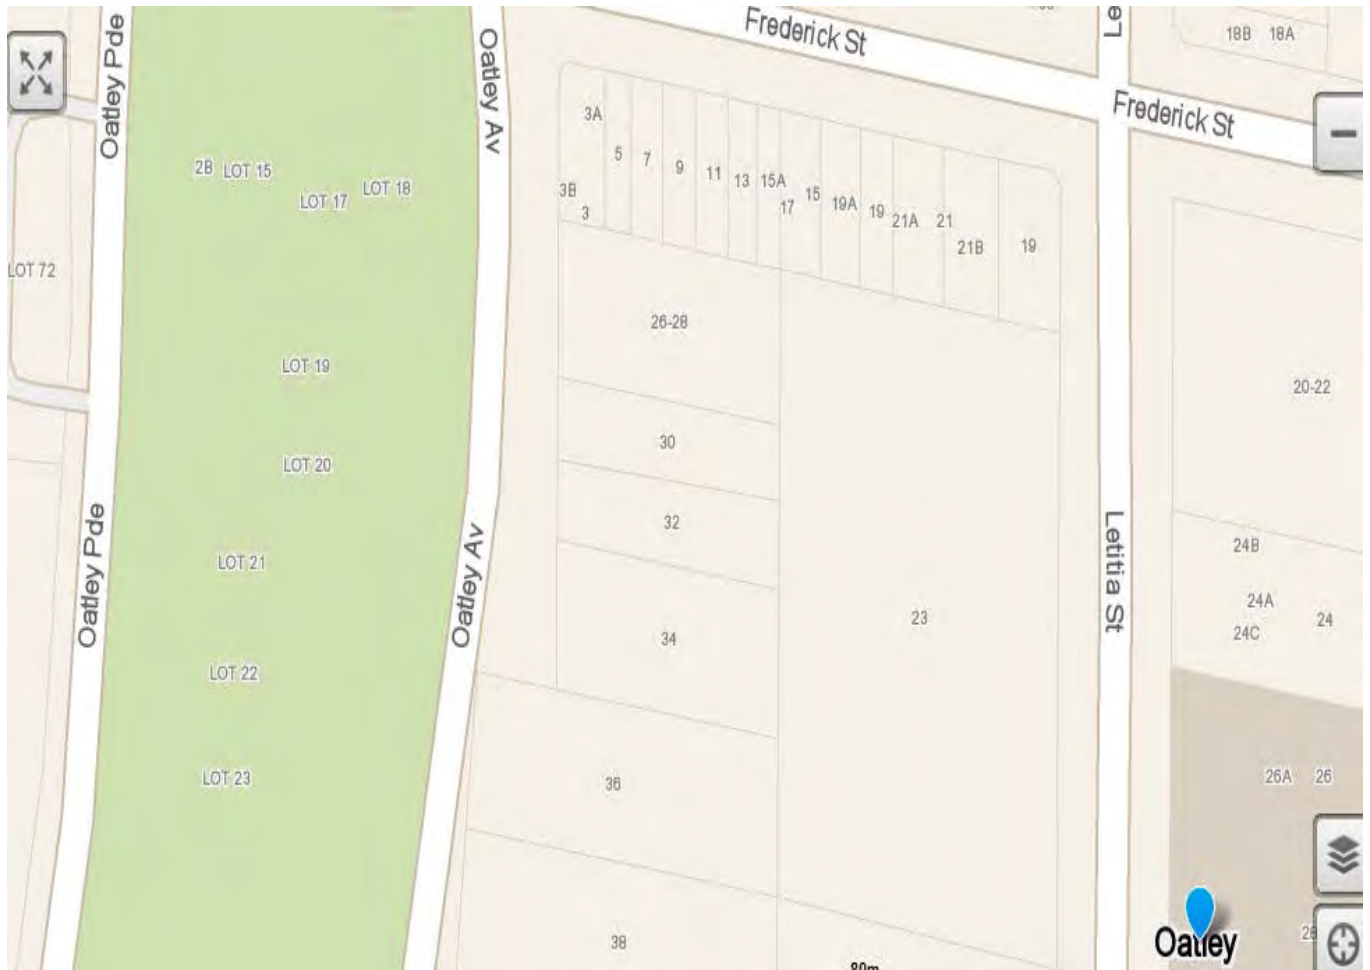 Oatley Pde
Oatley Av
Frederick St
Le
18B 18A
Frederick St
3A
5
7
9
11
13
15A
17
15
19A
19
21A
21
21B
19
3B
3
2B LOT 15
LOT 17
LOT 18
LOT 72
26-28
LOT 19
20-22
30
LOT 20
32
Oatley Pde
Oatley Av
Letitia St
24B
LOT 21
24A
24C
24
34
23
LOT 22
LOT 23
36
26A 26
38
Oatley
80m